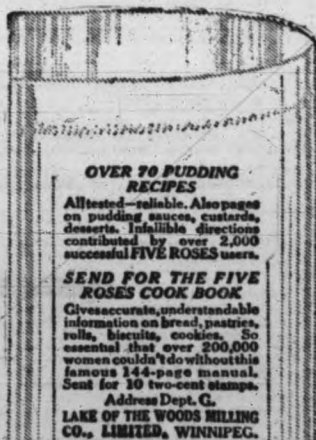 OVER 70 PUDDING
RECIPES
All tested—reliable. Also pages
on pudding sauces, custards,
desserts. Infallible directions
contributed by over 2,000
successful FIVE ROSES users.
SEND FOR THE FIVE
ROSES COOK BOOK
Gives accurate, understandable
information on bread, pastries,
rolls, biscuits, cookies. So
essential that over 200,000
women couldn't do without this
famous 144-page manual.
Sent for 10 two-cent stamps.
Address Dept. G.
LAKE OF THE WOODS MILLING
CO., LIMITED, WINNIPEG.